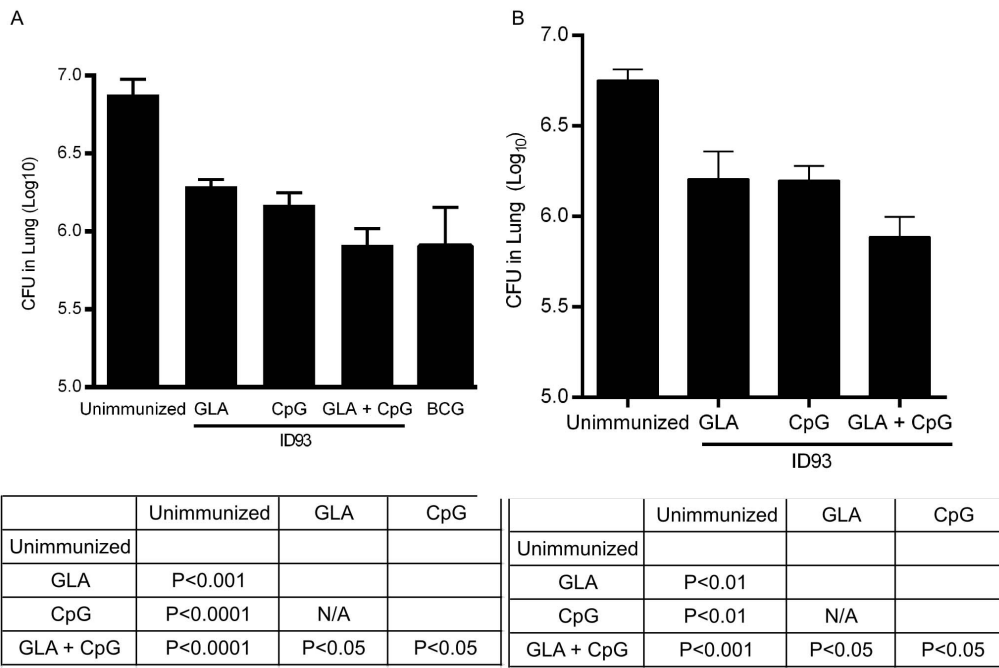 A
CFU in Lung (Log10)
7.0
6.5
6.0
5.5
5.0
Unimmunized GLA CpG GLA + CpG BCG
ID93
B
CFU in Lung (Log10)
7.0
6.5
6.0
5.5
5.0
Unimmunized GLA CpG GLA + CpG
ID93
Unimmunized GLA CpG
Unimmunized
GLA P<0.001
CpG P<0.0001 N/A
GLA + CpG P<0.0001 P<0.05 P<0.05
Unimmunized GLA CpG
Unimmunized
GLA P<0.01
CpG P<0.01 N/A
GLA + CpG P<0.001 P<0.05 P<0.05